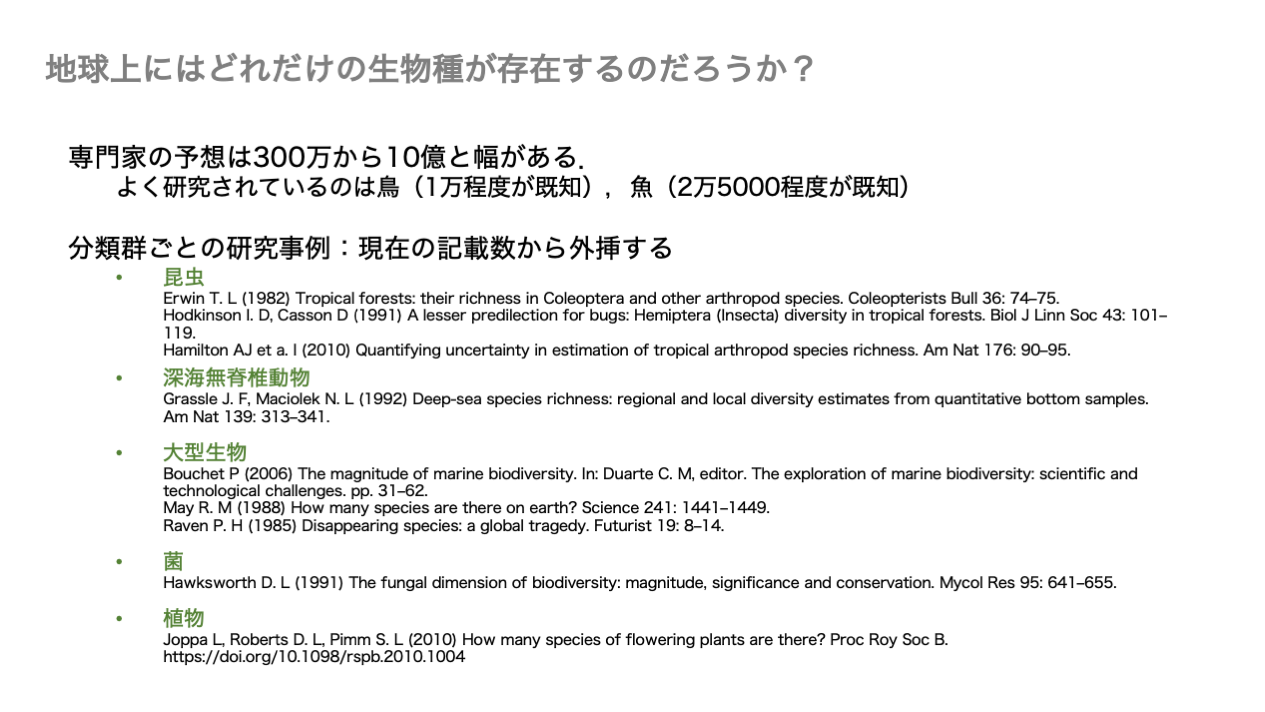 地球上にはどれだけの生物種が存在するのだろうか？
専門家の予想は300万から10億と幅がある．
よく研究されているのは鳥（1万程度が既知），魚（2万5000程度が既知）
分類群ごとの研究事例：現在の記載数から外挿する
• 昆虫
Erwin T. L (1982) Tropical forests: their richness in Coleoptera and other arthropod species. Coleopterists Bull 36: 74–75.
Hodkinson I. D, Casson D (1991) A lesser predilection for bugs: Hemiptera (Insecta) diversity in tropical forests. Biol J Linn Soc 43: 101–
119.
Hamilton AJ et a. l (2010) Quantifying uncertainty in estimation of tropical arthropod species richness. Am Nat 176: 90–95.
• 深海無脊椎動物
Grassle J. F, Maciolek N. L (1992) Deep-sea species richness: regional and local diversity estimates from quantitative bottom samples.
Am Nat 139: 313–341.
• 大型生物
Bouchet P (2006) The magnitude of marine biodiversity. In: Duarte C. M, editor. The exploration of marine biodiversity: scientific and
technological challenges. pp. 31–62.
May R. M (1988) How many species are there on earth? Science 241: 1441–1449.
Raven P. H (1985) Disappearing species: a global tragedy. Futurist 19: 8–14.
• 菌
Hawksworth D. L (1991) The fungal dimension of biodiversity: magnitude, significance and conservation. Mycol Res 95: 641–655.
• 植物
Joppa L, Roberts D. L, Pimm S. L (2010) How many species of flowering plants are there? Proc Roy Soc B.
https://doi.org/10.1098/rspb.2010.1004